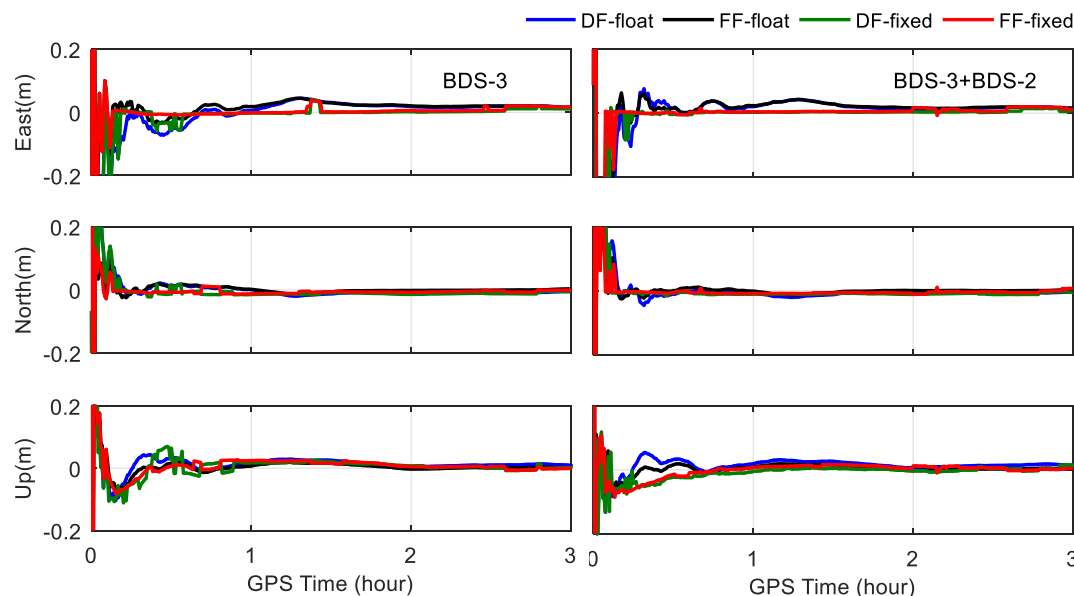 DF-float FF-float DF-fixed FF-fixed
0.2 BDS-3 BDS-3+BDS-2
East(m)
0
-0.2
0.2
North(m)
0
-0.2
0.2
Up(m)
0
-0.2
0 1 2 3 0 1 2 3
GPS Time (hour) GPS Time (hour)